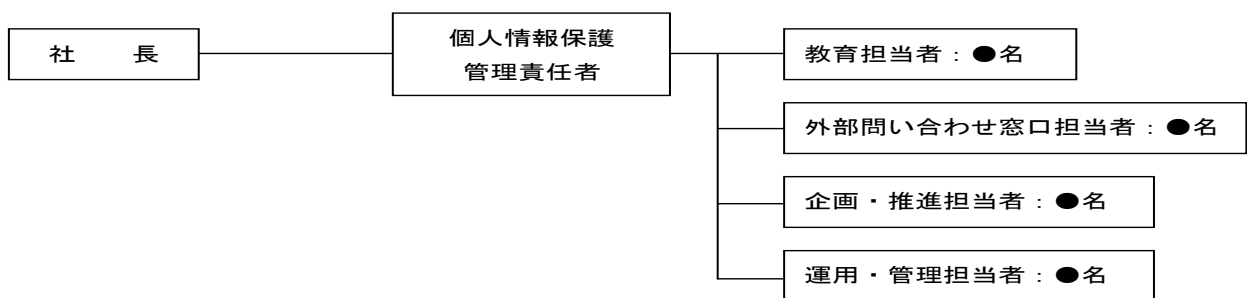 社　　長
個人情報保護
管理責任者
教育担当者：●名
外部問い合わせ窓口担当者：●名
企画・推進担当者：●名
運用・管理担当者：●名